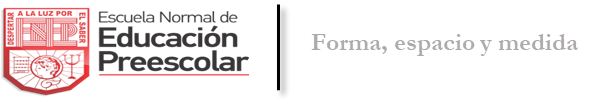 A LA LUZ POR
DESPERTAR
EL SABER
ENEP
Escuela Normal de
Educación
Preescolar
Forma, espacio y medida